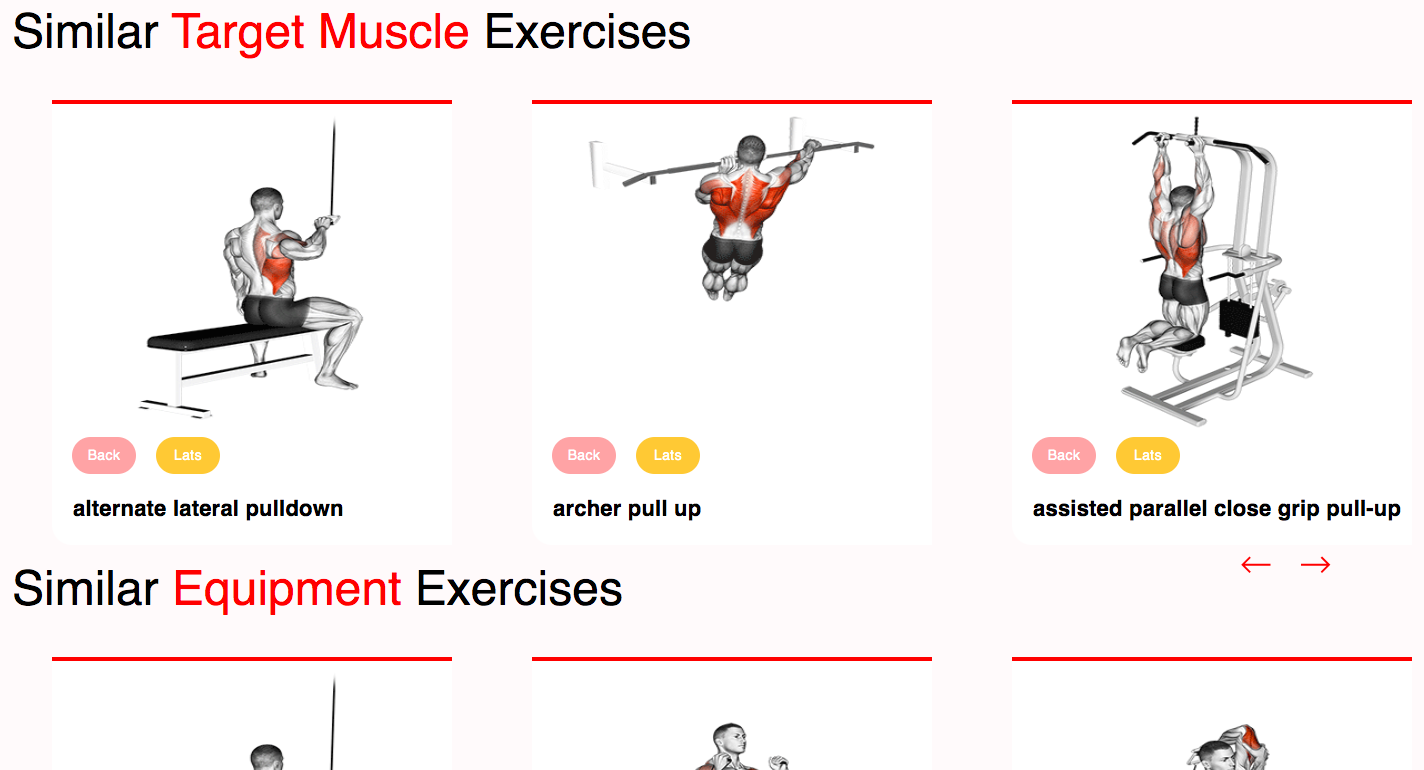 Similar Target Muscle Exercises
Back Lats
alternate lateral pulldown
Back Lats
archer pull up
Back Lats
assisted parallel close grip pull-up
Similar Equipment Exercises